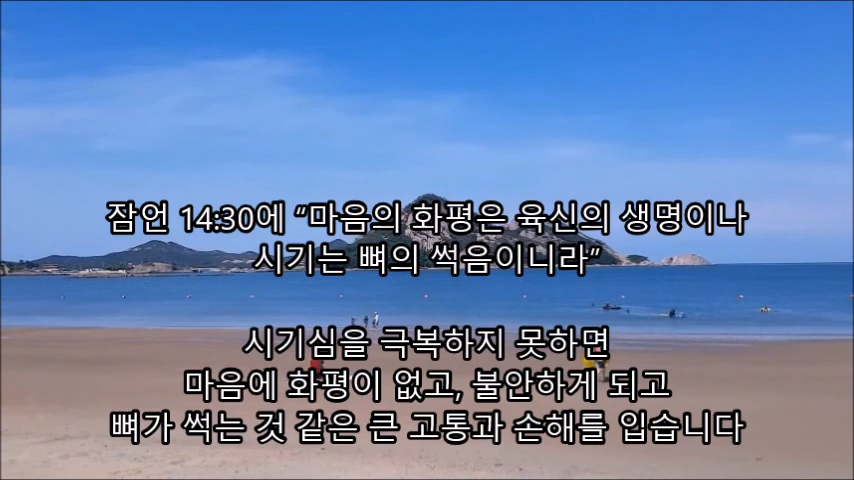 잠언 14:30에 “마음의 화평은 육신의 생명이나
시기는 뼈의 썩음이니라”
시기심을 극복하지 못하면
마음에 화평이 없고, 불안하게 되고
뼈가 썩는 것 같은 큰 고통과 손해를 입습니다